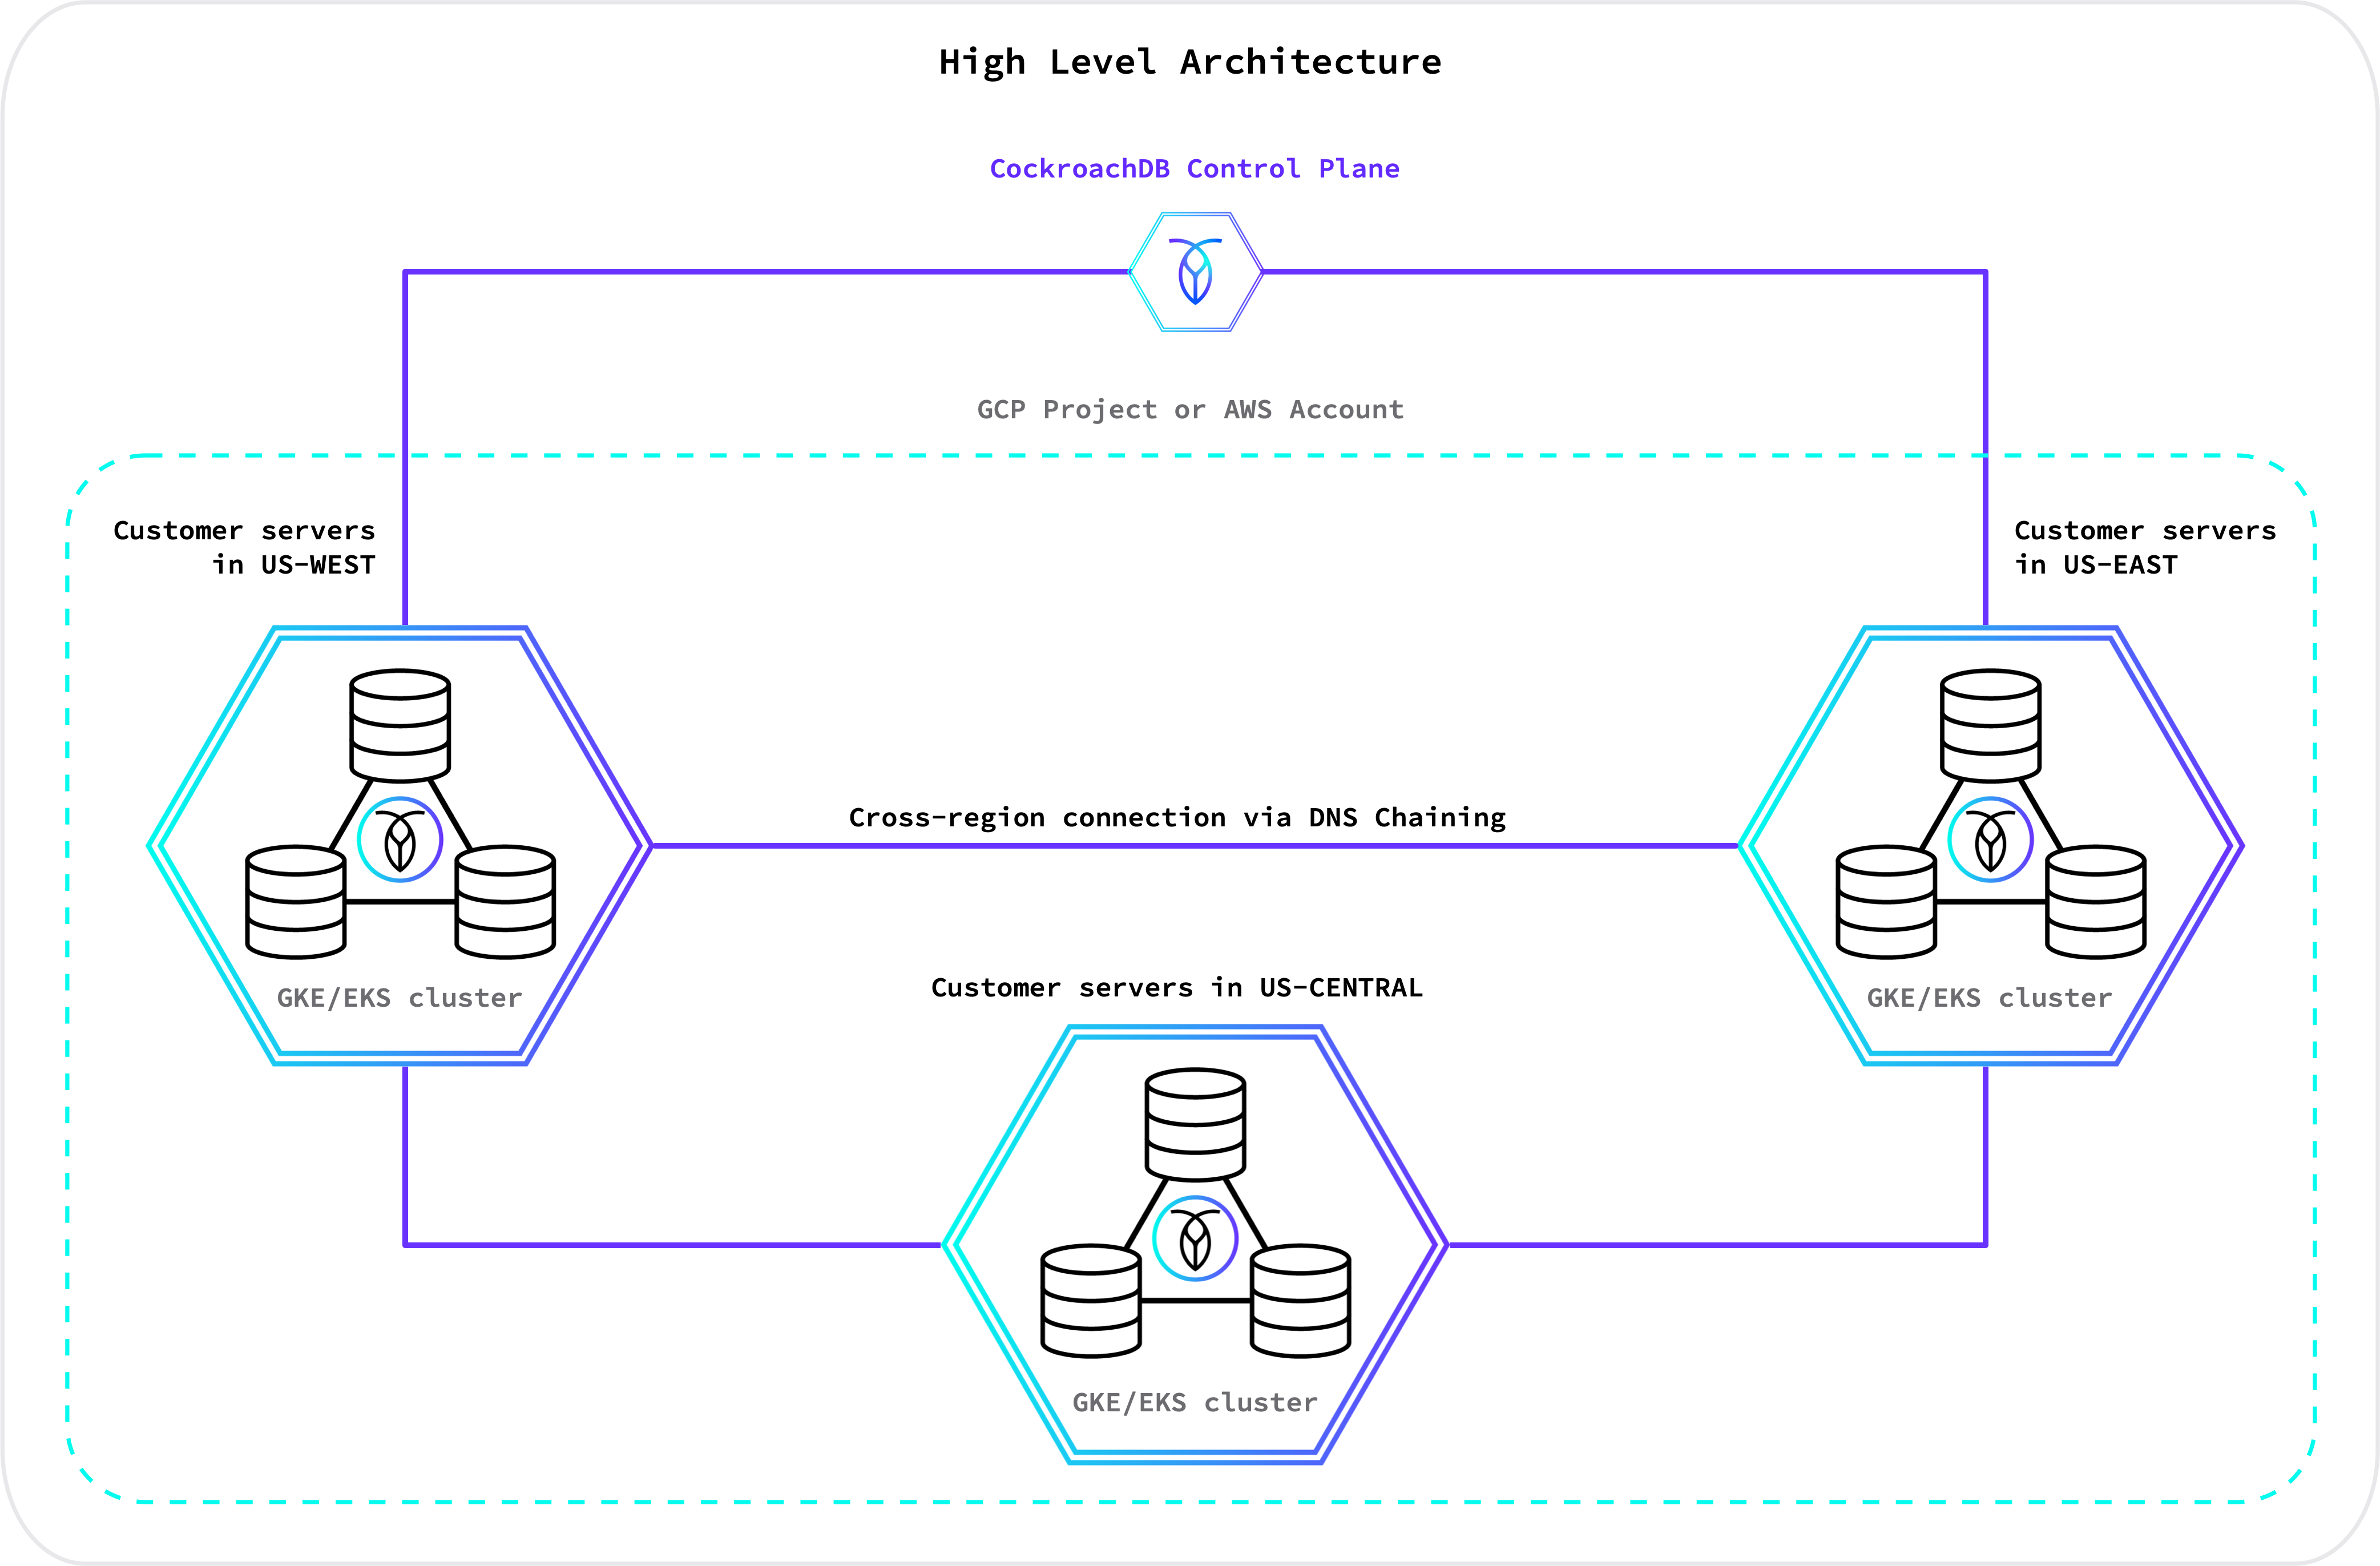 High Level Architecture
CockroachDB Control Plane
GCP Project or AWS Account
Customer servers
in US-WEST
Customer servers
in US-EAST
Cross-region connection via DNS Chaining
GKE/EKS cluster
GKE/EKS cluster
Customer servers in US-CENTRAL
GKE/EKS cluster